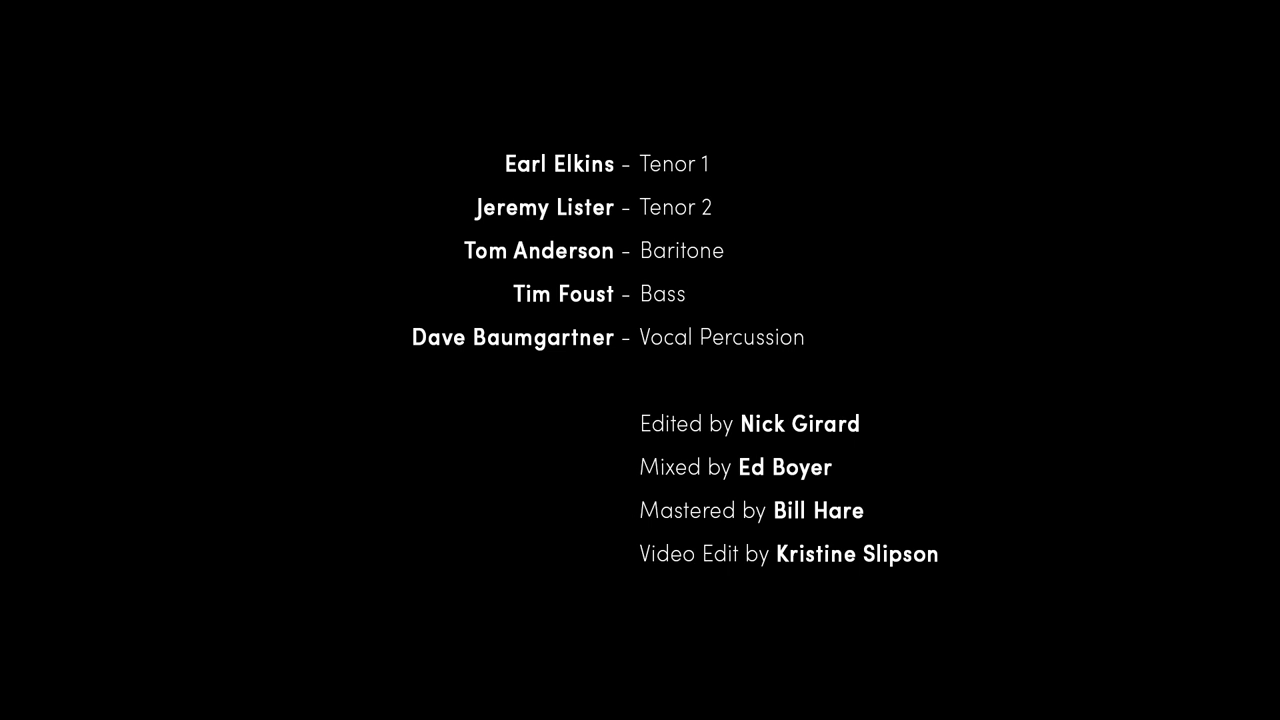 Earl Elkins - Tenor 1
Jeremy Lister - Tenor 2
Tom Anderson - Baritone
Tim Foust - Bass
Dave Baumgartner - Vocal Percussion
Edited by Nick Girard
Mixed by Ed Boyer
Mastered by Bill Hare
Video Edit by Kristine Slipson